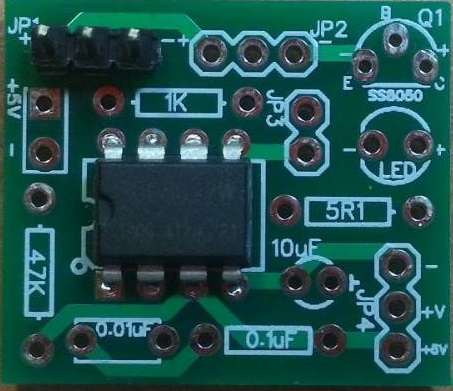 JP1
JP2
B
Q1
+
-
+
-
-
+
+5V
1K
JP3
E
C
SS8050
-
-
+
LED
5R1
4.7K
10uF
+
JP4
-
+V
+5V
0.01uF
0.1uF